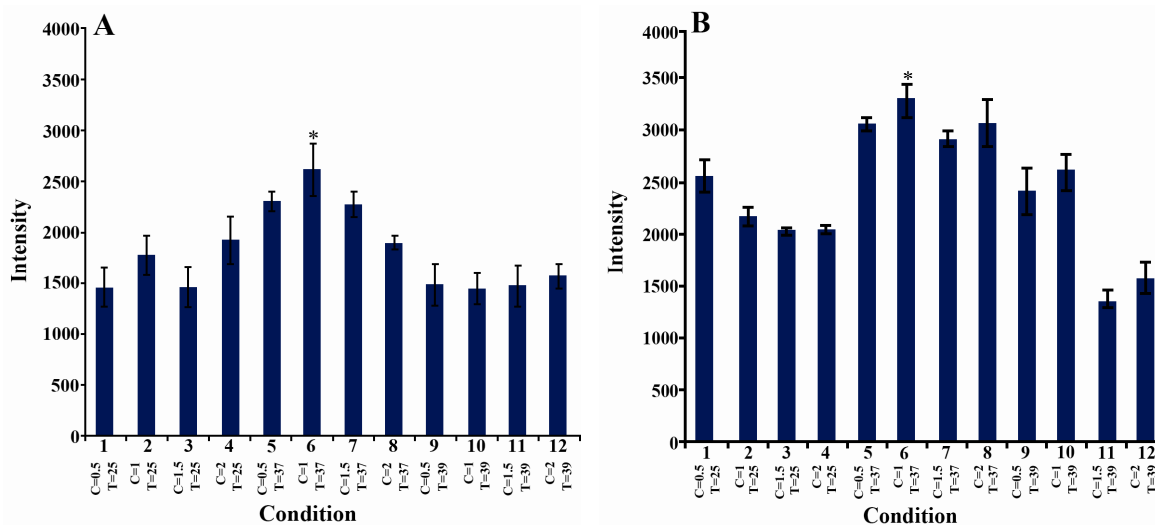 A
4000
3500
3000
2500
2000
1500
1000
500
0
Intensity
*
1 2 3 4 5 6 7 8 9 10 11 12
C=0.5 T=25
C=1 T=25
C=1.5 T=25
C=2 T=25
C=0.5 T=37
C=1 T=37
C=1.5 T=37
C=2 T=37
C=0.5 T=39
C=1 T=39
C=1.5 T=39
C=2 T=39
Condition
B
4000
3500
3000
2500
2000
1500
1000
500
0
Intensity
*
1 2 3 4 5 6 7 8 9 10 11 12
C=0.5 T=25
C=1 T=25
C=1.5 T=25
C=2 T=25
C=0.5 T=37
C=1 T=37
C=1.5 T=37
C=2 T=37
C=0.5 T=39
C=1 T=39
C=1.5 T=39
C=2 T=39
Condition